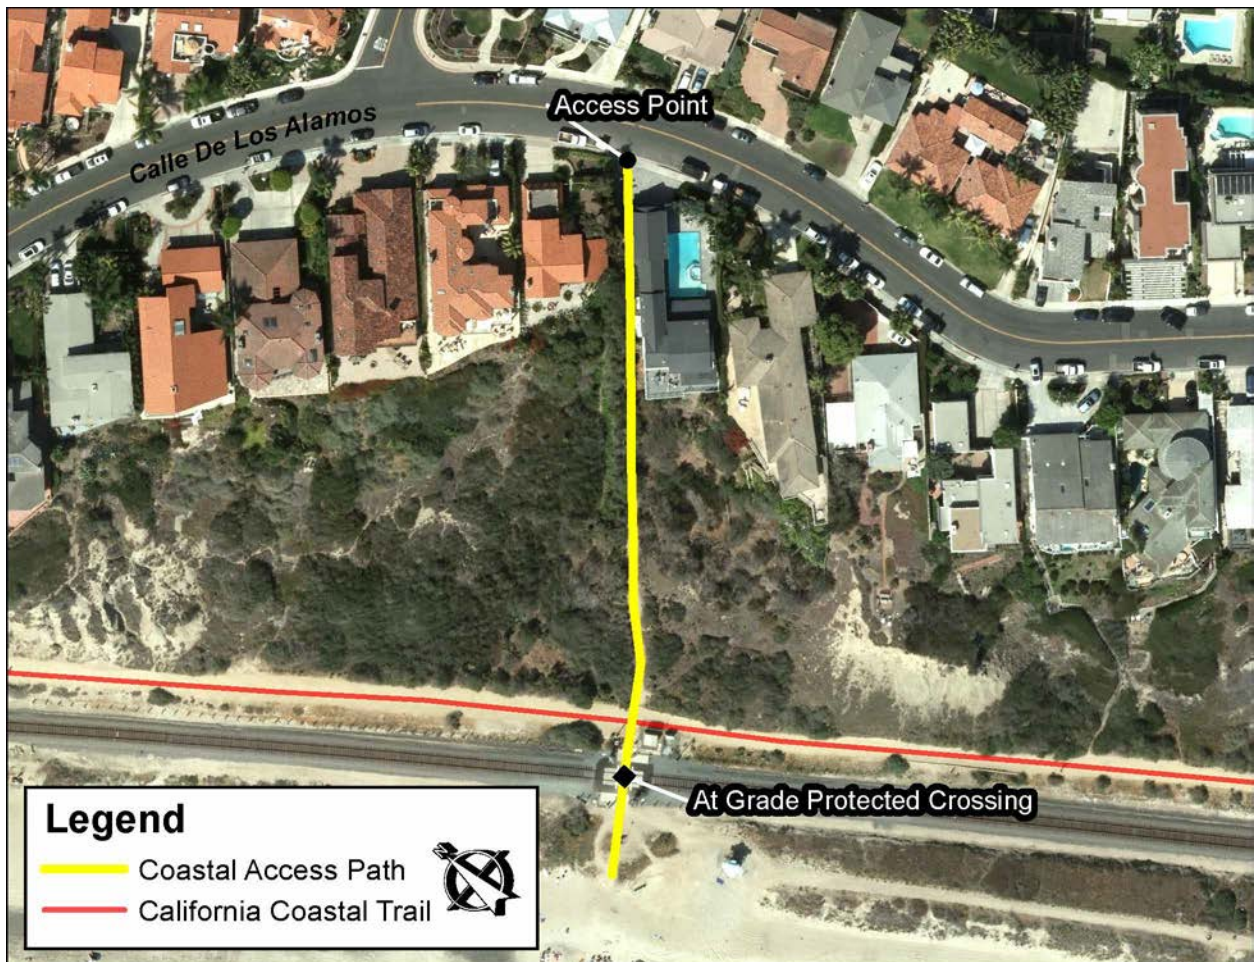 Access Point
Calle De Los Alamos
At Grade Protected Crossing
Legend
Coastal Access Path
California Coastal Trail